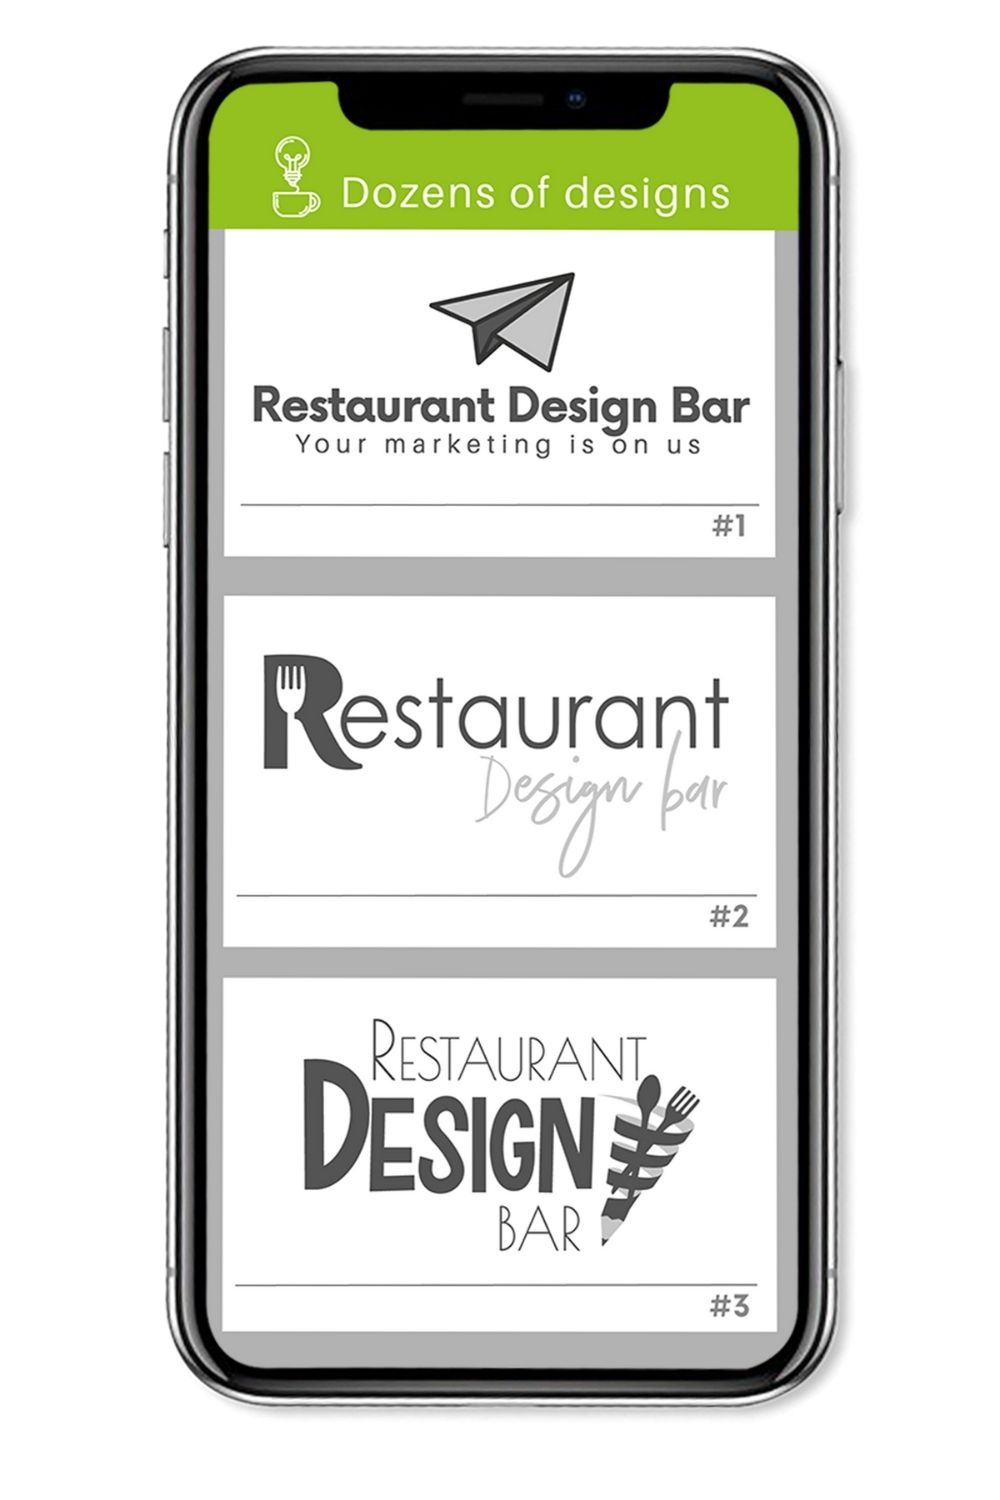 Dozens of designs
Restaurant Design Bar
Your marketing is on us
#1
Restaurant
Design bar
#2
RESTAURANT
DESIGN
BAR
#3